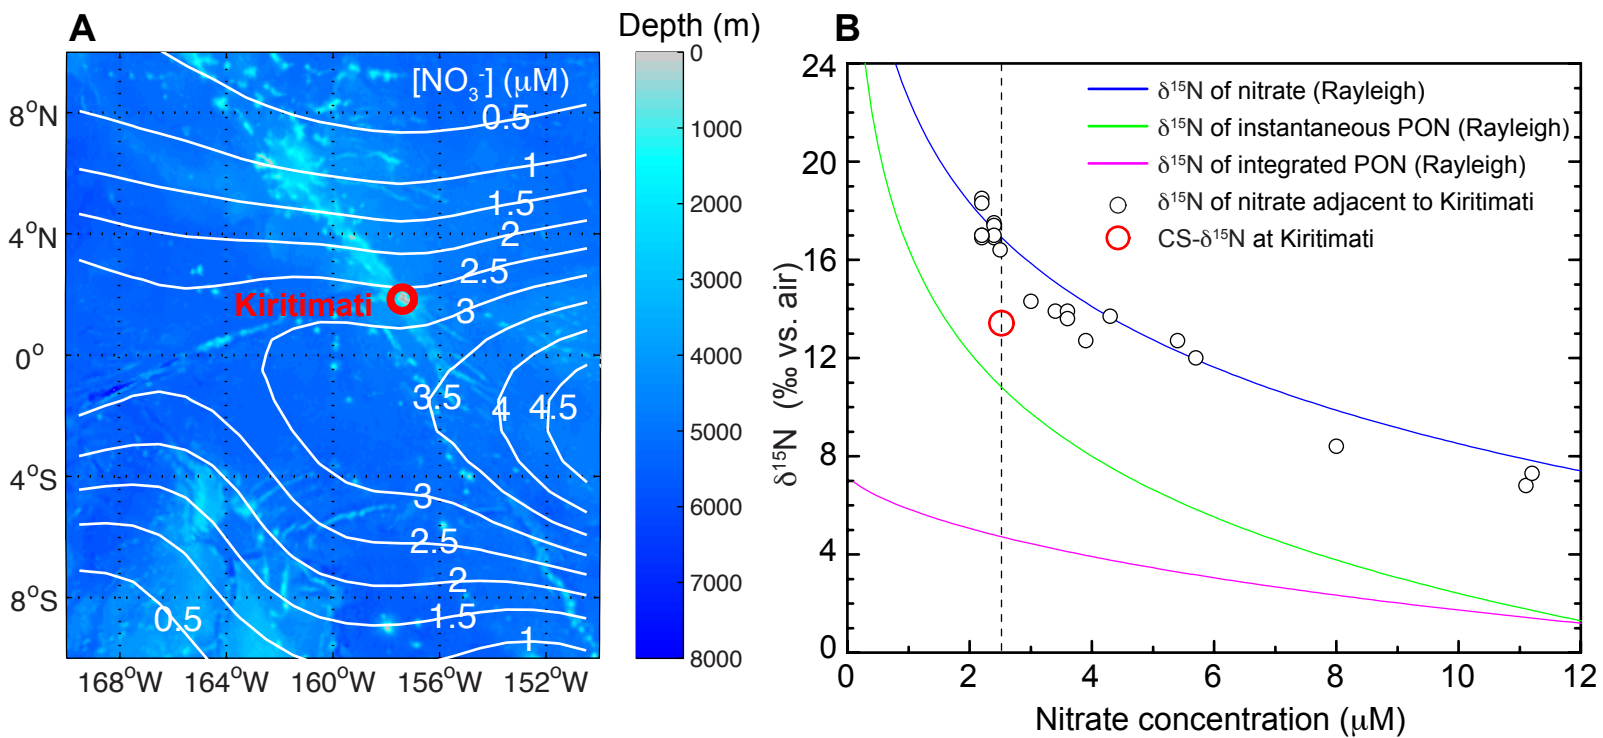 A
Depth (m)
B
[NO3-] (µM)
0.5
1
1.5
2
2.5
3
Kiritimati
3.5
4
4.5
3
2.5
2
1.5
1
0.5
8°N
4°N
0°
4°S
8°S
168°W
164°W
160°W
156°W
152°W
0
1000
2000
3000
4000
5000
6000
7000
8000
δ15N of nitrate (Rayleigh)
δ15N of instantaneous PON (Rayleigh)
δ15N of integrated PON (Rayleigh)
δ15N of nitrate adjacent to Kiritimati
CS-δ15N at Kiritimati
δ15N (‰ vs. air)
24
20
16
12
8
4
0
0
2
4
6
8
10
12
Nitrate concentration (µM)